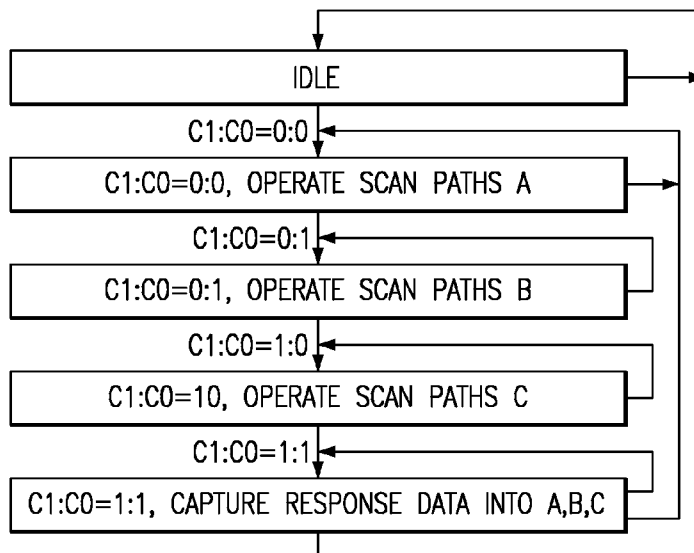 IDLE
C1:C0=0:0
C1:C0=0:0, OPERATE SCAN PATHS A
C1:C0=0:1
C1:C0=0:1, OPERATE SCAN PATHS B
C1:C0=1:0
C1:C0=10, OPERATE SCAN PATHS C
C1:C0=1:1
C1:C0=1:1, CAPTURE RESPONSE DATA INTO A,B,C